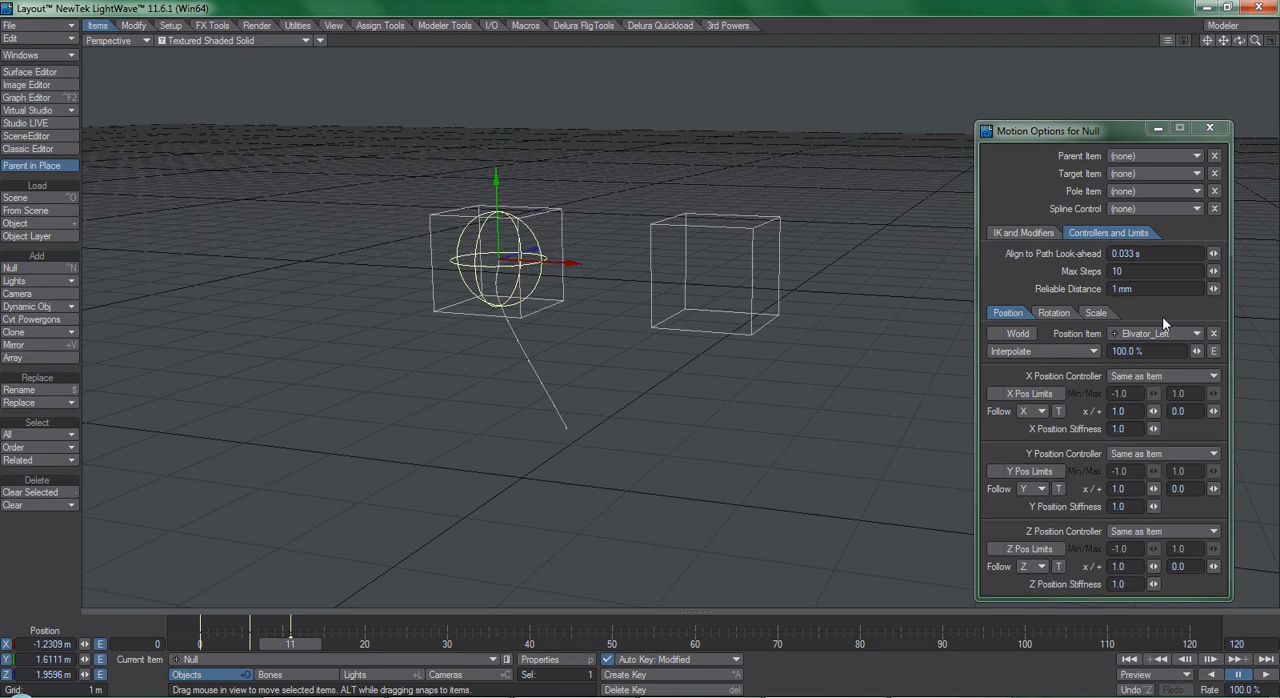 Layout™ NewTek LightWave™ 11.6.1 (Win64)
File
Items Modify Setup FX Tools Render Utilities View Assign Tools Modeler Tools I/O Macros Delura RigTools Delura Quickload 3rd Powers Modeler
Edit
Perspective T Textured Shaded Solid
Windows
Surface Editor
Image Editor
Graph Editor ^F2
Virtual Studio
Studio LIVE
SceneEditor
Classic Editor
Parent in Place
Load
Scene ^O
From Scene
Object +
Object Layer
Add
Null ^N
Lights
Camera
Dynamic Obj
Cvt Powergons
Clone
Mirror +V
Array
Replace
Rename $
Replace
Select
All
Order
Related
Delete
Clear Selected -
Clear
Motion Options for Null
Parent Item (none) X
Target Item (none) X
Pole Item (none) X
Spline Control (none) X
IK and Modifiers Controllers and Limits
Align to Path Look-ahead 0.033 s
Max Steps 10
Reliable Distance 1 mm
Position Rotation Scale
World Position Item Elivator_Left X
Interpolate 100.0 % E
X Position Controller Same as Item
X Pos Limits Min/Max -1.0 1.0
Follow X T x / + 1.0 0.0
X Position Stiffness 1.0
Y Position Controller Same as Item
Y Pos Limits Min/Max -1.0 1.0
Follow Y T x / + 1.0 0.0
Y Position Stiffness 1.0
Z Position Controller Same as Item
Z Pos Limits Min/Max -1.0 1.0
Follow Z T x / + 1.0 0.0
Z Position Stiffness 1.0
Position
X -1.2309 m E 0 0 11 20 30 40 50 60 70 80 90 100 110 120 120
Y 1.6111 m E Current Item Null Properties p Auto Key: Modified
Z 1.9596 m E Objects +O Bones Lights +L Cameras +C Sel: 1 Create Key Preview
Grid: 1 m Drag mouse in view to move selected items. ALT while dragging snaps to items. Delete Key del Undo ^Z Redo Rate 100.0 %